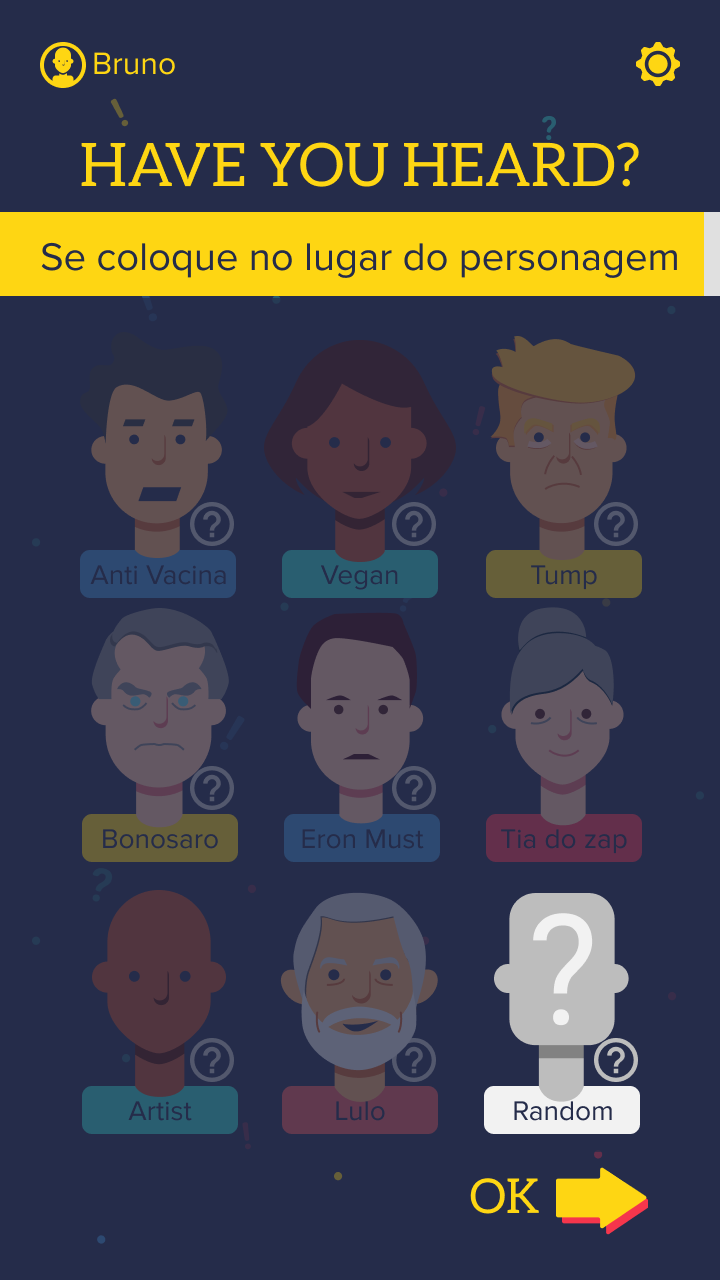 Bruno
HAVE YOU HEARD?
Se coloque no lugar do personagem
Anti Vacina
Vegan
Tump
Bonosaro
Eron Must
Tia do zap
Artist
Lulo
Random
OK